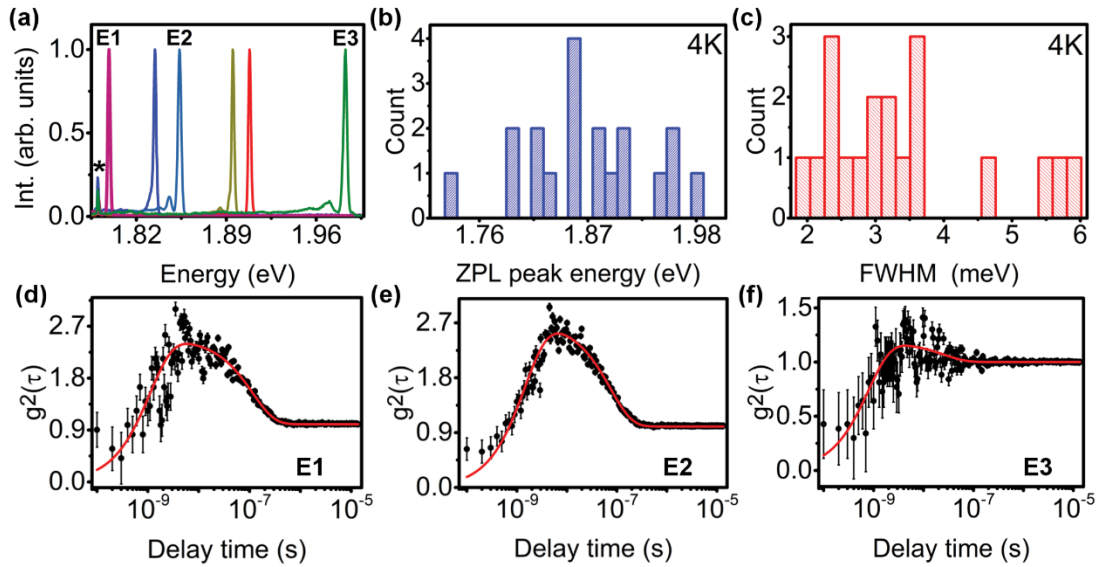 (a)
Int. (arb. units)
1.0
0.5
0.0
E1
E2
E3
*
1.82
1.89
1.96
Energy (eV)
(b)
Count
4
2
0
4K
1.76
1.87
1.98
ZPL peak energy (eV)
(c)
Count
3
2
1
0
4K
2
3
4
5
6
FWHM (meV)
(d)
g²(τ)
2.7
1.8
0.9
0.0
E1
10⁻⁹
10⁻⁷
10⁻⁵
Delay time (s)
(e)
g²(τ)
2.7
1.8
0.9
0.0
E2
10⁻⁹
10⁻⁷
10⁻⁵
Delay time (s)
(f)
g²(τ)
1.5
1.0
0.5
0.0
E3
10⁻⁹
10⁻⁷
10⁻⁵
Delay time (s)